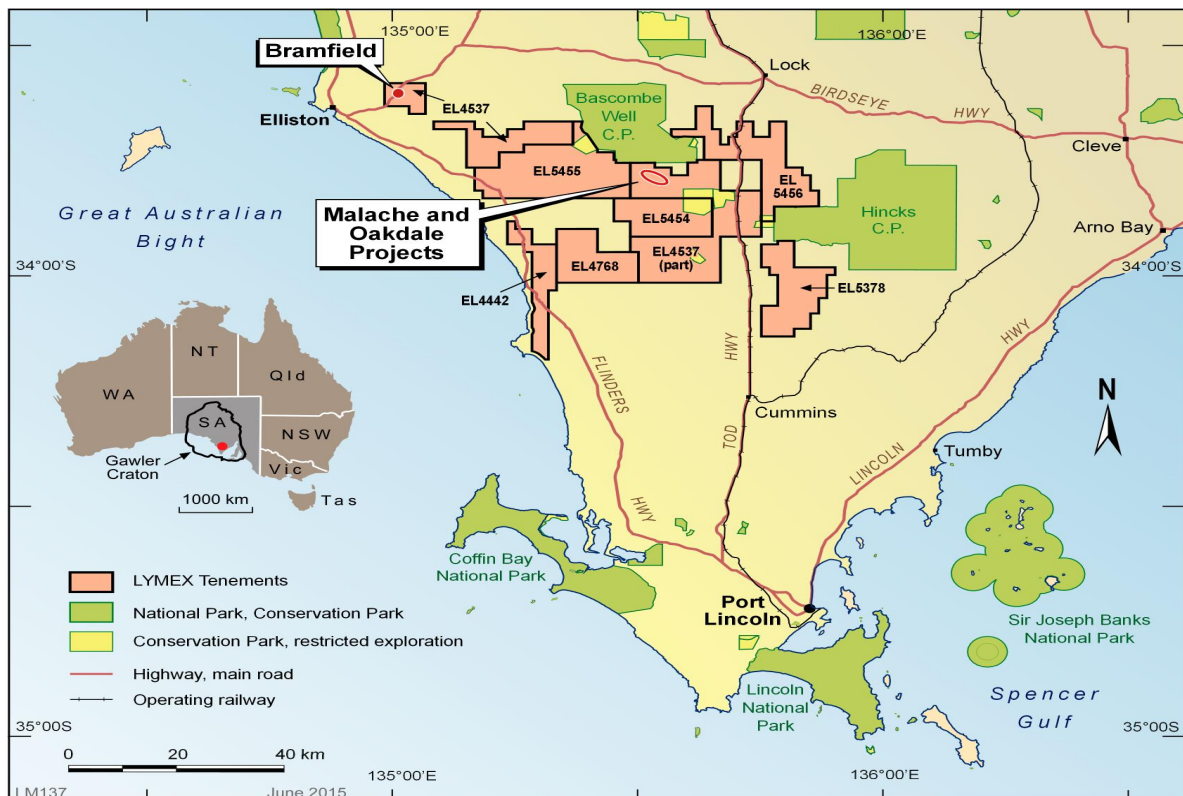 135°00'E
136°00'E
Bramfield
Lock
EL4537
BIRDSEYE
HWY
Bascombe
Well
C.P.
Elliston
Cleve
EL5455
EL
5456
Great Australian
Bight
Malache and
Oakdale
Projects
EL5454
Hincks
C.P.
Arno Bay
34°00'S
EL4768
EL4537
(part)
34°00'S
EL4442
EL5378
HWY
HWY
FLINDERS
NT
WA
Qld
SA
NSW
Vic
Tas
Gawler
Craton
1000 km
N
Cummins
TOD
LINCOLN
Tumby
HWY
Coffin Bay
National Park
LYMEX Tenements
National Park, Conservation Park
Conservation Park, restricted exploration
Highway, main road
Operating railway
Port
Lincoln
Sir Joseph Banks
National Park
Lincoln
National
Park
Spencer
Gulf
35°00'S
35°00'S
0 20 40 km
135°00'E
136°00'E
LM137
June 2015